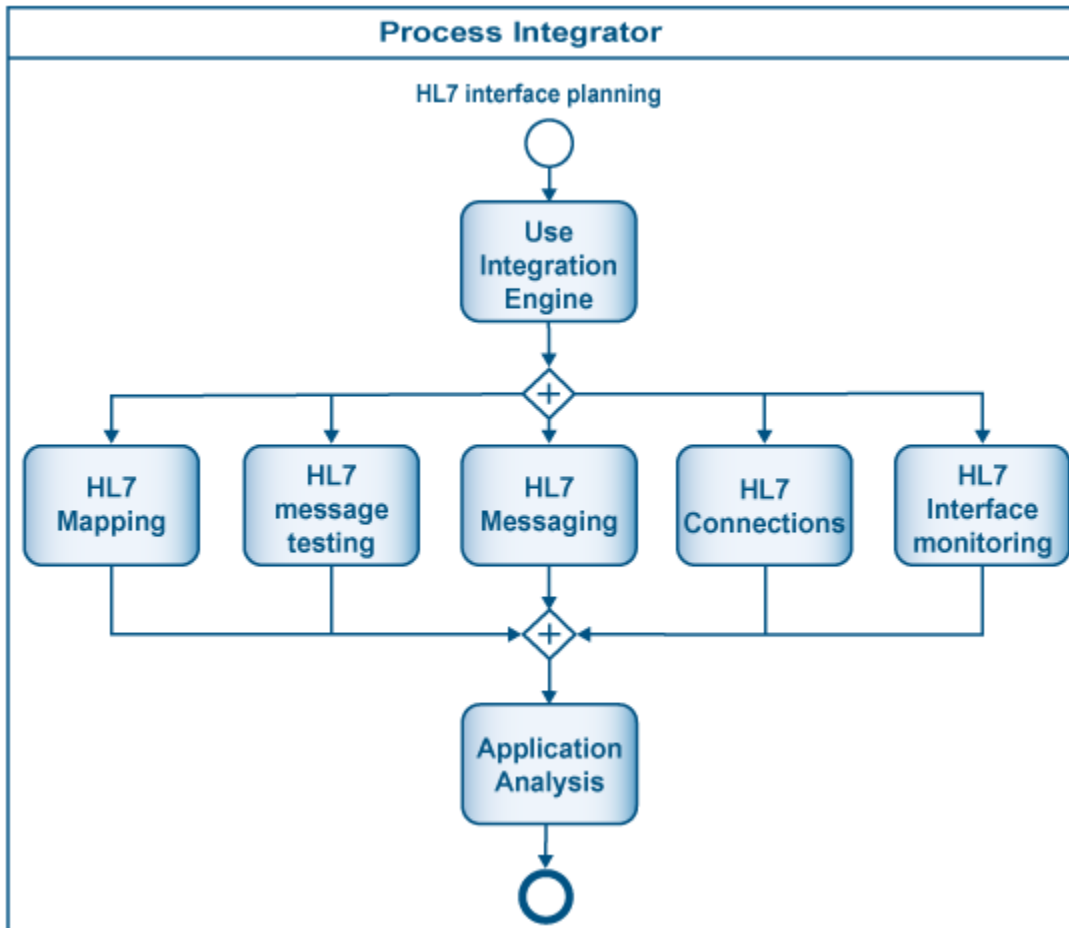 Process Integrator
HL7 interface planning
Use
Integration
Engine
HL7
Mapping
HL7
message
testing
HL7
Messaging
HL7
Connections
HL7
Interface
monitoring
Application
Analysis